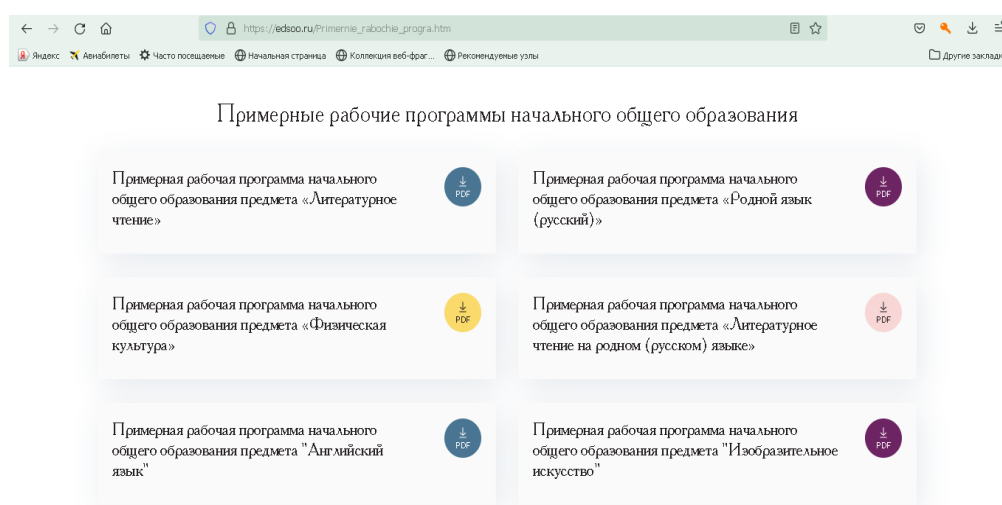 https://edsoo.ru/Primernie_rabochie_progra.htm
Яндекс Авиабилеты Часто посещаемые Начальная страница Коллекция веб-фраг... Рекомендуемые узлы Другие заклад
Примерные рабочие программы начального общего образования
Примерная рабочая программа начального
общего образования предмета «Литературное
чтение»
PDF
Примерная рабочая программа начального
общего образования предмета «Родной язык
(русский)»
PDF
Примерная рабочая программа начального
общего образования предмета «Физическая
культура»
PDF
Примерная рабочая программа начального
общего образования предмета «Литературное
чтение на родном (русском) языке»
PDF
Примерная рабочая программа начального
общего образования предмета "Английский
язык"
PDF
Примерная рабочая программа начального
общего образования предмета "Изобразительное
искусство"
PDF